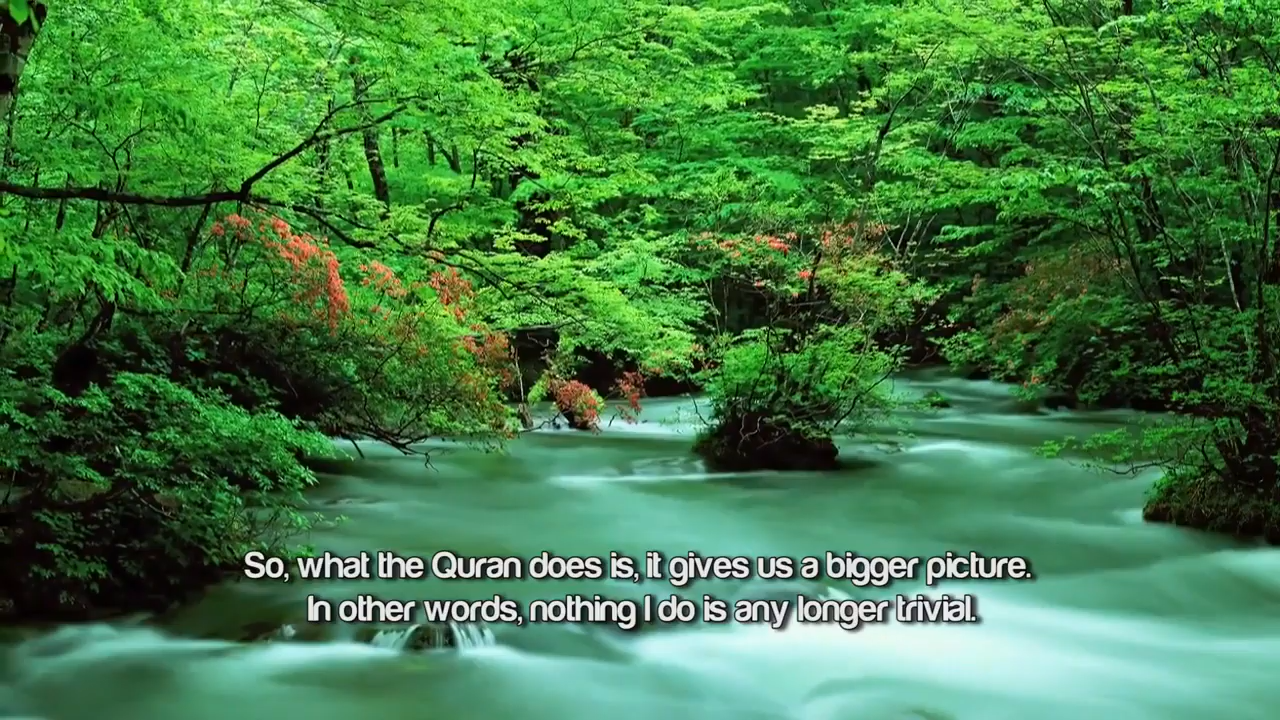 So, what the Quran does is, it gives us a bigger picture.
In other words, nothing I do is any longer trivial.